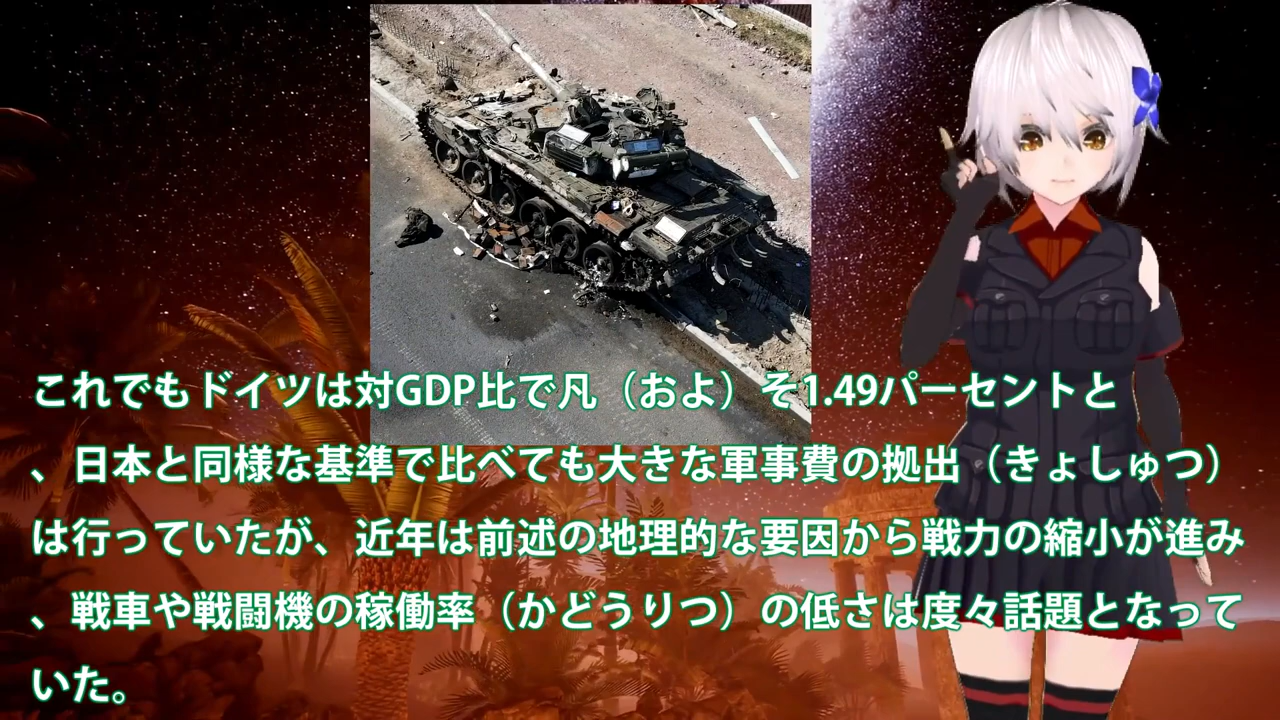 これでもドイツは対GDP比で凡（およ）そ1.49パーセントと
、日本と同様な基準で比べても大きな軍事費の拠出（きょしゅつ）
は行っていたが、近年は前述の地理的な要因から戦力の縮小が進み
、戦車や戦闘機の稼働率（かどうりつ）の低さは度々話題となって
いた。